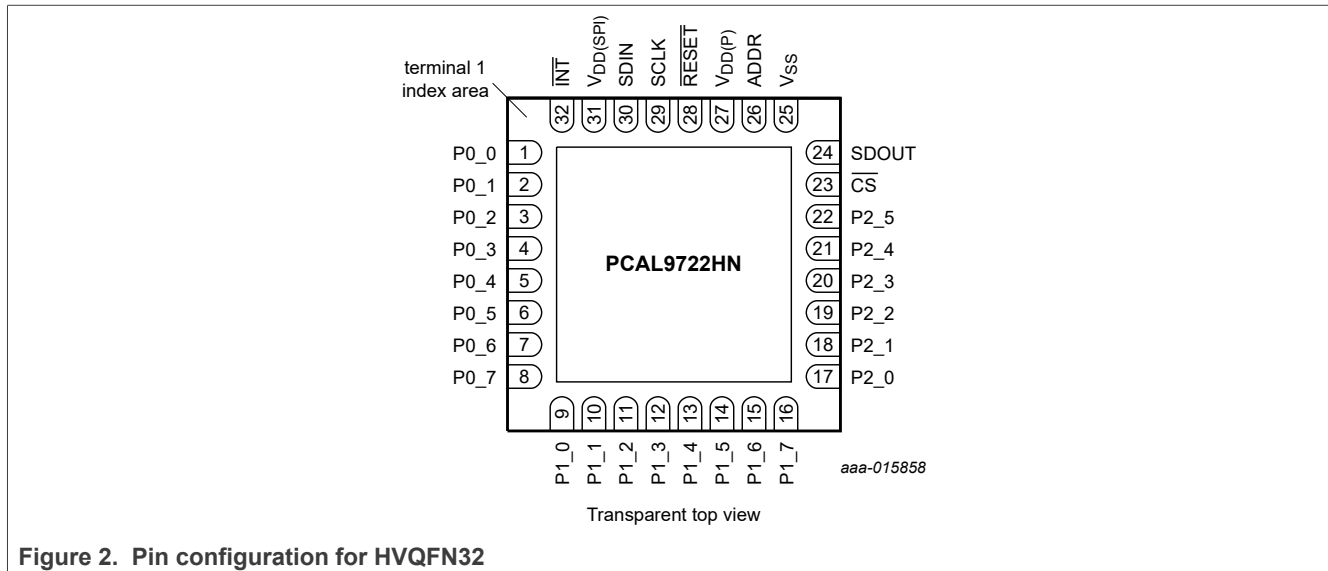 terminal 1
index area
INT
VDD(SPI)
SDIN
SCLK
RESET
VDD(P)
ADDR
VSS
32
31
30
29
28
27
26
25
P0_0 1
P0_1 2
P0_2 3
P0_3 4
P0_4 5
P0_5 6
P0_6 7
P0_7 8
PCAL9722HN
24 SDOUT
23 CS
22 P2_5
21 P2_4
20 P2_3
19 P2_2
18 P2_1
17 P2_0
9
10
11
12
13
14
15
16
P1_0
P1_1
P1_2
P1_3
P1_4
P1_5
P1_6
P1_7
aaa-015858
Transparent top view
Figure 2. Pin configuration for HVQFN32